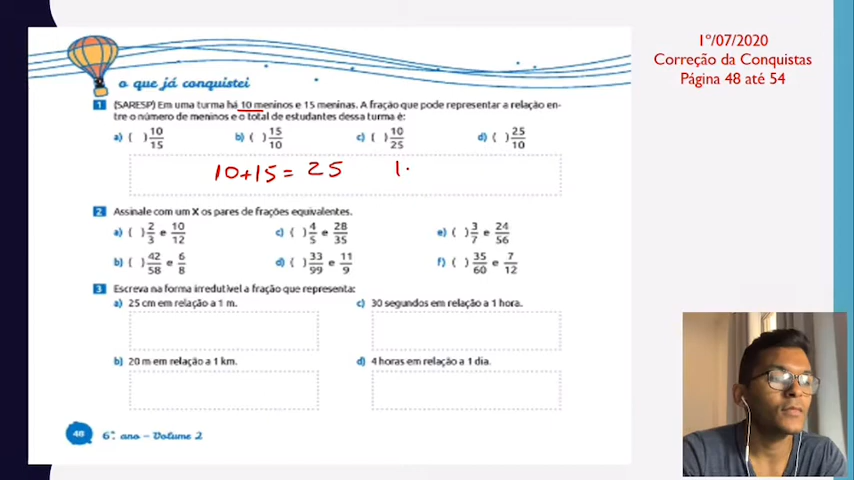 1º/07/2020
Correção da Conquistas
Página 48 até 54
o que já conquistei
1 (SARESP) Em uma turma há 10 meninos e 15 meninas. A fração que pode representar a relação en-
tre o número de meninos e o total de estudantes dessa turma é:
a) ( ) 10/15 b) ( ) 15/10 c) ( ) 10/25 d) ( ) 25/10
10+15= 25 1
2 Assinale com um X os pares de frações equivalentes.
a) ( ) 2/3 e 10/12 c) ( ) 4/5 e 28/35 e) ( ) 3/7 e 24/56
b) ( ) 42/58 e 6/8 d) ( ) 33/99 e 11/9 f) ( ) 35/60 e 7/12
3 Escreva na forma irredutível a fração que representa:
a) 25 cm em relação a 1 m. c) 30 segundos em relação a 1 hora.
b) 20 m em relação a 1 km. d) 4 horas em relação a 1 dia.
48 6º. ano – Volume 2